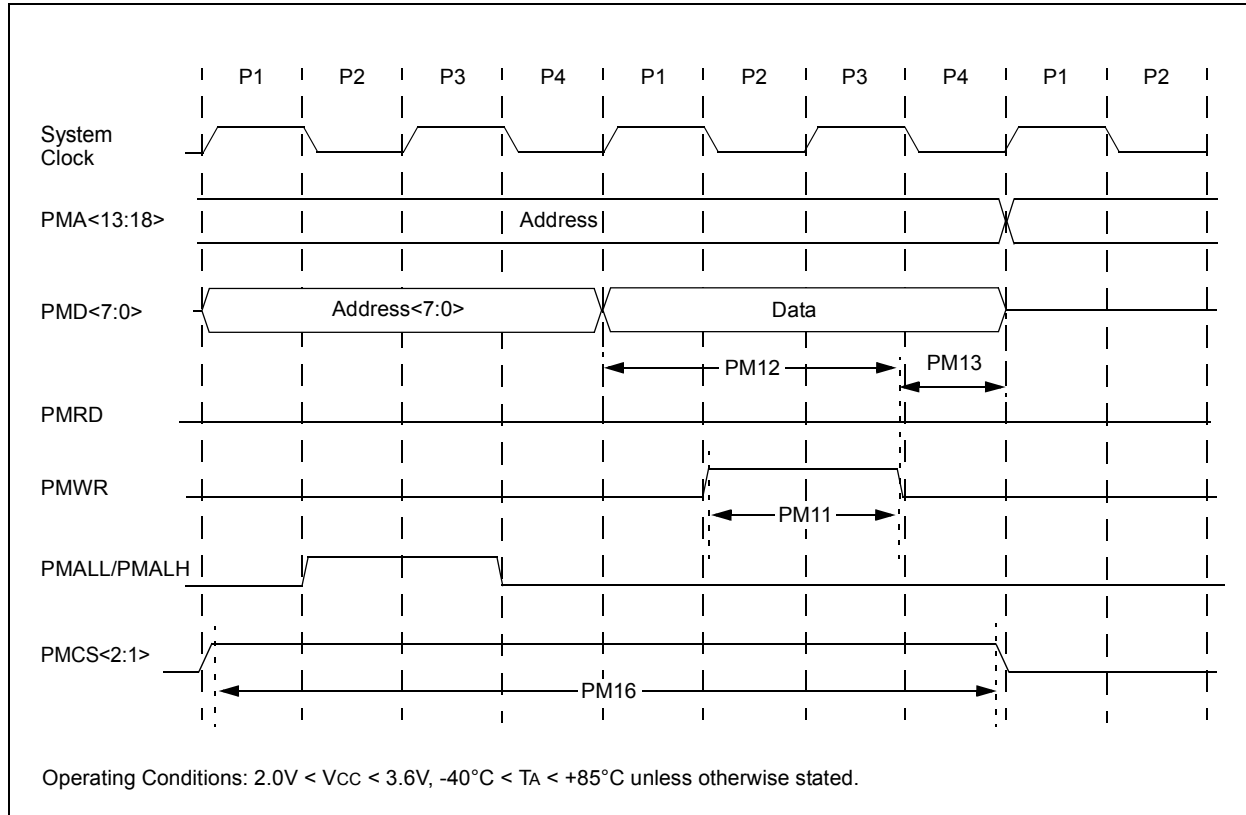 P1 P2 P3 P4 P1 P2 P3 P4 P1 P2
System
Clock
PMA<13:18>
Address
PMD<7:0>
Address<7:0>
Data
PM12
PM13
PMRD
PMWR
PM11
PMALL/PMALH
PMCS<2:1>
PM16
Operating Conditions: 2.0V < VCC < 3.6V, -40°C < TA < +85°C unless otherwise stated.